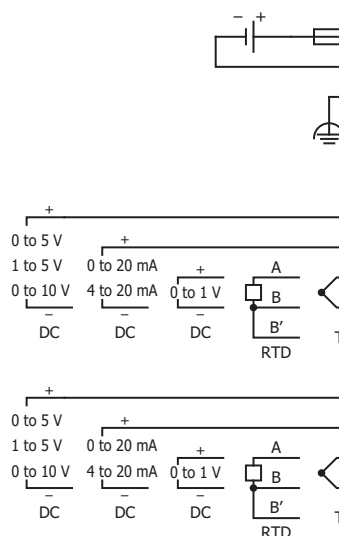 − +
+
0 to 5 V
+
1 to 5 V 0 to 20 mA + A
0 to 10 V 4 to 20 mA 0 to 1 V B
− − − B′
DC DC DC RTD T
+
0 to 5 V
+
1 to 5 V 0 to 20 mA + A
0 to 10 V 4 to 20 mA 0 to 1 V B
− − − B′
DC DC DC RTD T